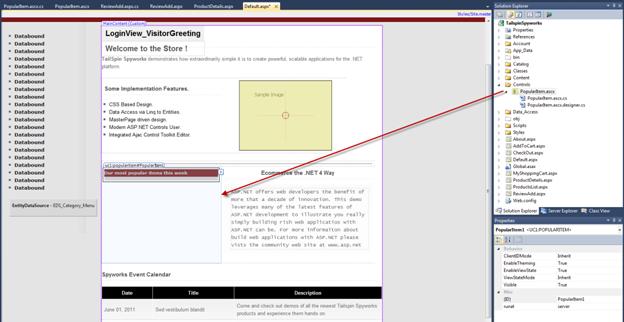 PopularItem.ascx.cs
PopularItem.ascx
ReviewAdd.aspx.cs
ReviewAdd.aspx
ProductDetails.aspx
Default.aspx*
MainContent (Custom)
Styles/Site.master
Databound
Databound
Databound
Databound
Databound
Databound
Databound
Databound
Databound
Databound
EntityDataSource - EDS_Category_Menu
LoginView_VisitorGreeting
Welcome to the Store !
TailSpin Spyworks demonstrates how extraordinarily simple it is to create powerful, scalable applications for the .NET
platform.
Some Implementation Features.
CSS Based Design.
Data Access via Linq to Entities.
MasterPage driven design.
Modern ASP.NET Controls User.
Integrated Ajac Control Toolkit Editor.
Sample Image
uc1:popularitem#PopularItem1
Our most popular items this week
Ecommerce the .NET 4 Way
ASP.NET offers web developers the benefit of
more that a decade of innovation. This demo
leverages many of the latest features of
ASP.NET development to illustrate you really
simply building rish web application with
ASP.NET can be. For more information about
build web applications with ASP.NET please
vists the community web site at www.asp.net
Spyworks Event Calendar
Date
Title
Description
June 01, 2011
Sed vestibulum blandit
Come and check out demos of all the newest Tailspin Spyworks
products and experience them hands on.
Solution Explorer
TailspinSpyworks
Properties
References
Account
App_Data
bin
Catalog
Classes
Content
Controls
PopularItem.ascx
PopularItem.ascx.cs
PopularItem.ascx.designer.cs
Data_Access
obj
Scripts
Styles
About.aspx
AddToCart.aspx
CheckOut.aspx
Default.aspx
Global.asax
MyShoppingCart.aspx
ProductDetails.aspx
ProductsList.aspx
ReviewAdd.aspx
Site.master
Web.config
Solution Explorer
Server Explorer
Class View
Properties
PopularItem1 <UC1:POPULARITEM>
Behavior
ClientIDMode
Inherit
EnableTheming
True
EnableViewState
True
ViewStateMode
Inherit
Visible
True
Misc
(ID)
PopularItem1
runat
server